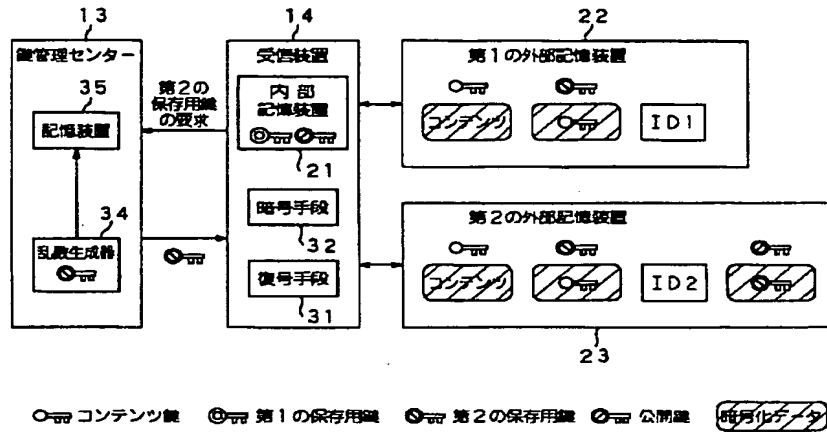 13
鍵管理センター
35
記憶装置
34
乱数生成器
第2の
保存用鍵
の要求
14
受信装置
内部
記憶装置
21
暗号手段
32
復号手段
31
22
第1の外部記憶装置
コンテンツ
ID1
第2の外部記憶装置
コンテンツ
ID2
23
コンテンツ鍵
第1の保存用鍵
第2の保存用鍵
公開鍵
暗号化データ